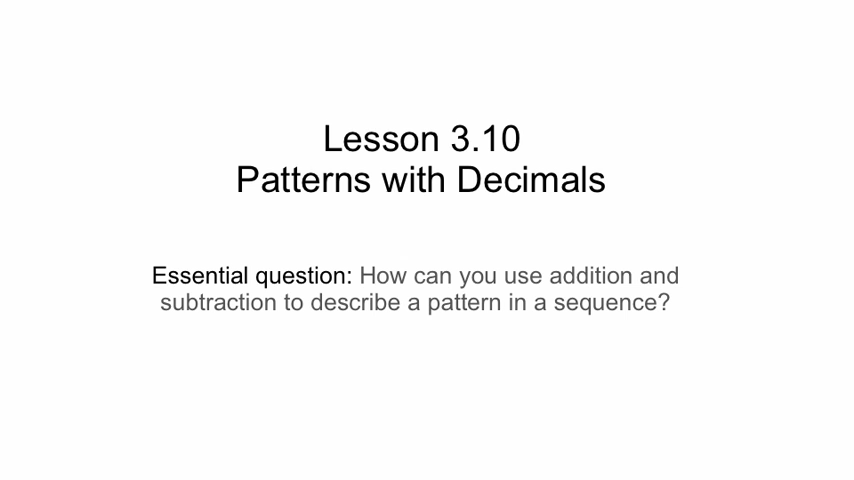 Lesson 3.10
Patterns with Decimals
Essential question: How can you use addition and
subtraction to describe a pattern in a sequence?